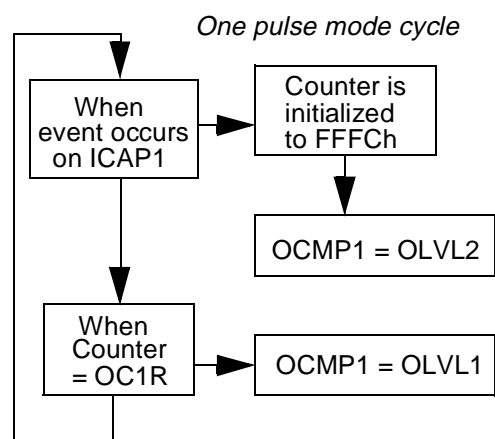 One pulse mode cycle
When
event occurs
on ICAP1
Counter is
initialized
to FFFCh
OCMP1 = OLVL2
When
Counter
= OC1R
OCMP1 = OLVL1